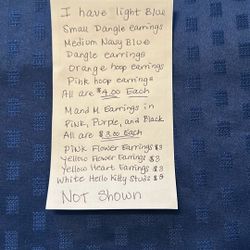 I have light Blue
Small Dangle earrings
Medium Navy Blue
Dangle earrings
Orange hoop earrings
Pink hoop earrings
All are $4.00 Each
M and M Earrings in
Pink, Purple, and Black
All are $3.00 Each
Pink Flower Earrings $3
Yellow Flower Earrings $3
Yellow Heart Earrings $3
White Hello Kitty Studs $3
Not Shown